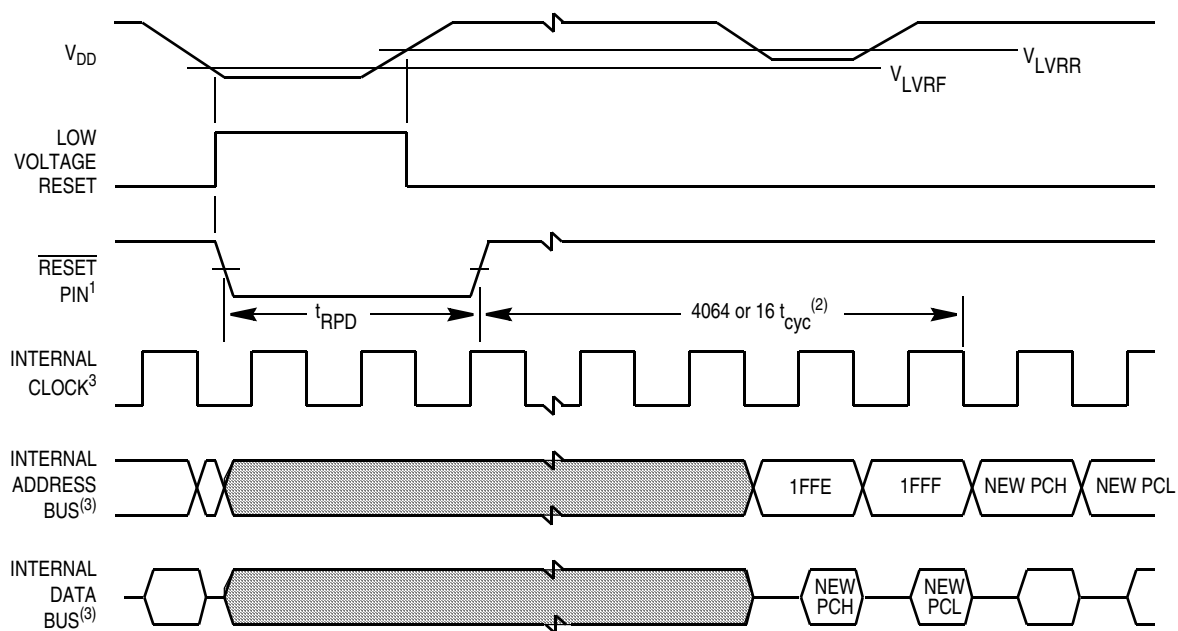 VDD
VLVRR
VLVRF
LOW
VOLTAGE
RESET
RESET
PIN1
tRPD
4064 or 16 tcyc(2)
INTERNAL
CLOCK3
INTERNAL
ADDRESS
BUS(3)
1FFE
1FFF
NEW PCH
NEW PCL
INTERNAL
DATA
BUS(3)
NEW
PCH
NEW
PCL